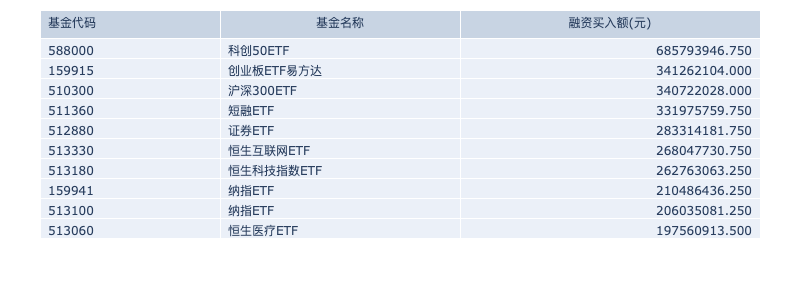 基金代码 基金名称 融资买入额(元)
588000 科创50ETF 685793946.750
159915 创业板ETF易方达 341262104.000
510300 沪深300ETF 340722028.000
511360 短融ETF 331975759.750
512880 证券ETF 283314181.750
513330 恒生互联网ETF 268047730.750
513180 恒生科技指数ETF 262763063.250
159941 纳指ETF 210486436.250
513100 纳指ETF 206035081.250
513060 恒生医疗ETF 197560913.500